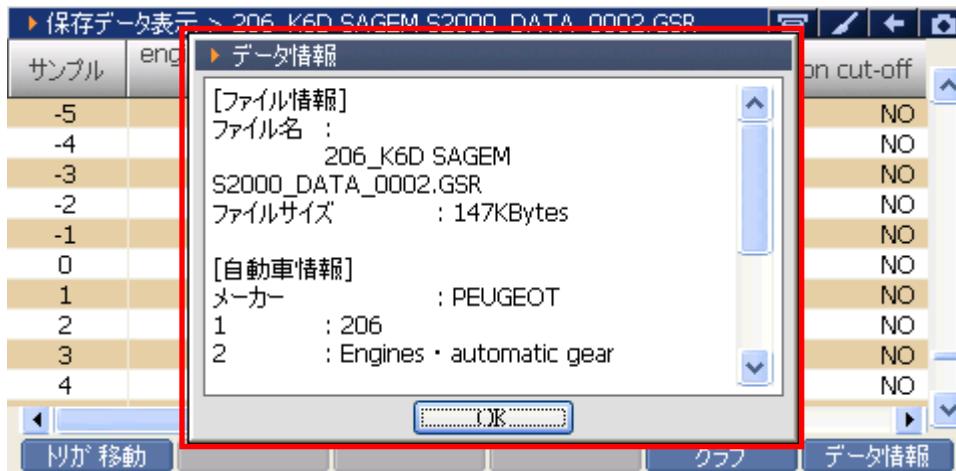 保存データ表示 > 206_K6D SAGEM S2000_DATA_0002.GSR
サンプル
eng
on cut-off
-5 NO
-4 NO
-3 NO
-2 NO
-1 NO
0 NO
1 NO
2 NO
3 NO
4 NO
データ情報
[ファイル情報]
ファイル名 :
206_K6D SAGEM
S2000_DATA_0002.GSR
ファイルサイズ : 147KBytes
[自動車情報]
メーカー : PEUGEOT
1 : 206
2 : Engines・automatic gear
OK
トリガ移動
グラフ
データ情報